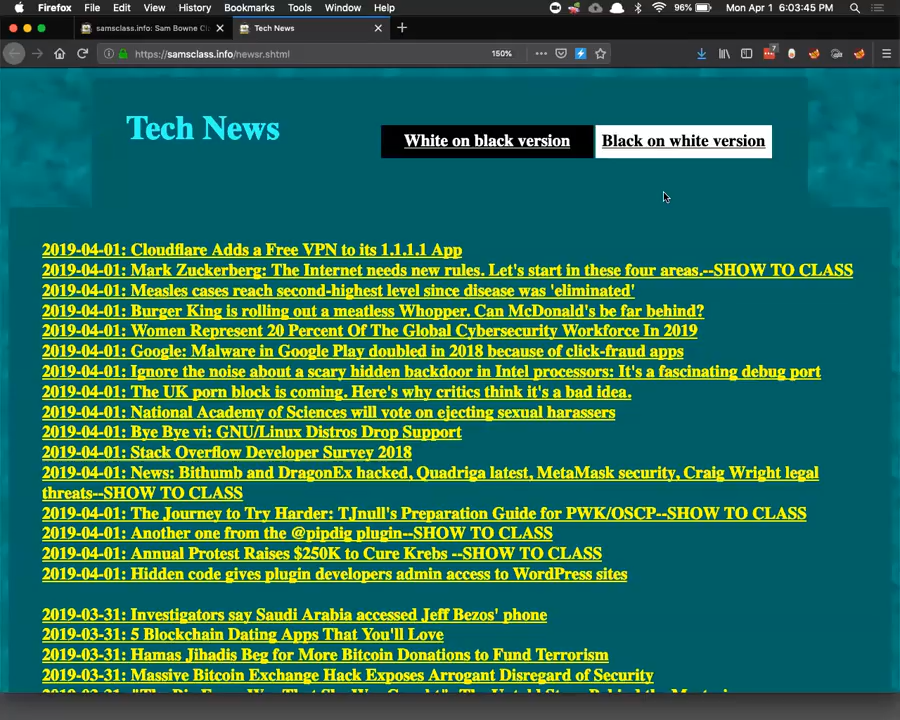 Firefox File Edit View History Bookmarks Tools Window Help 96% Mon Apr 1 6:03:45 PM
samsclass.info: Sam Bowne Cl Tech News
https://samsclass.info/newsr.shtml 150% 7
Tech News
White on black version Black on white version
2019-04-01: Cloudflare Adds a Free VPN to its 1.1.1.1 App
2019-04-01: Mark Zuckerberg: The Internet needs new rules. Let's start in these four areas.--SHOW TO CLASS
2019-04-01: Measles cases reach second-highest level since disease was 'eliminated'
2019-04-01: Burger King is rolling out a meatless Whopper. Can McDonald's be far behind?
2019-04-01: Women Represent 20 Percent Of The Global Cybersecurity Workforce In 2019
2019-04-01: Google: Malware in Google Play doubled in 2018 because of click-fraud apps
2019-04-01: Ignore the noise about a scary hidden backdoor in Intel processors: It's a fascinating debug port
2019-04-01: The UK porn block is coming. Here's why critics think it's a bad idea.
2019-04-01: National Academy of Sciences will vote on ejecting sexual harassers
2019-04-01: Bye Bye vi: GNU/Linux Distros Drop Support
2019-04-01: Stack Overflow Developer Survey 2018
2019-04-01: News: Bithumb and DragonEx hacked, Quadriga latest, MetaMask security, Craig Wright legal
threats--SHOW TO CLASS
2019-04-01: The Journey to Try Harder: TJnull's Preparation Guide for PWK/OSCP--SHOW TO CLASS
2019-04-01: Another one from the @pipdig plugin--SHOW TO CLASS
2019-04-01: Annual Protest Raises $250K to Cure Krebs --SHOW TO CLASS
2019-04-01: Hidden code gives plugin developers admin access to WordPress sites
2019-03-31: Investigators say Saudi Arabia accessed Jeff Bezos' phone
2019-03-31: 5 Blockchain Dating Apps That You'll Love
2019-03-31: Hamas Jihadis Beg for More Bitcoin Donations to Fund Terrorism
2019-03-31: Massive Bitcoin Exchange Hack Exposes Arrogant Disregard of Security